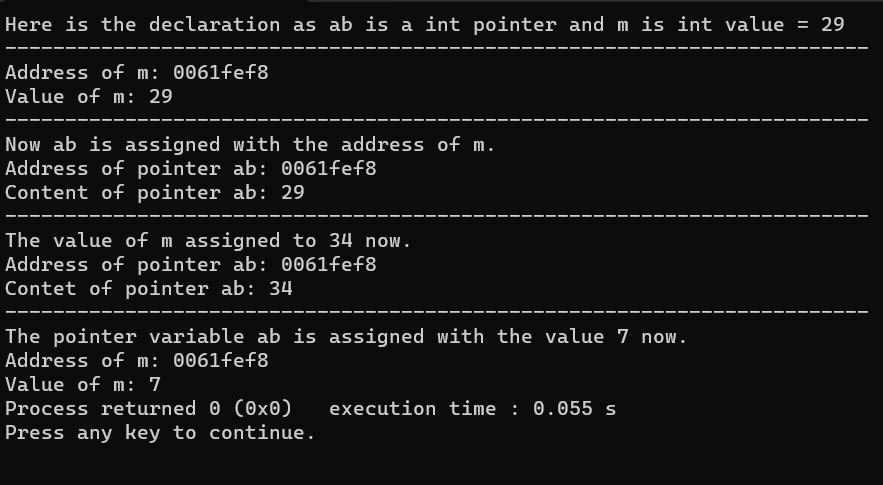 Here is the declaration as ab is a int pointer and m is int value = 29
------------------------------------------------------------------------
Address of m: 0061fef8
Value of m: 29
------------------------------------------------------------------------
Now ab is assigned with the address of m.
Address of pointer ab: 0061fef8
Content of pointer ab: 29
------------------------------------------------------------------------
The value of m assigned to 34 now.
Address of pointer ab: 0061fef8
Contet of pointer ab: 34
------------------------------------------------------------------------
The pointer variable ab is assigned with the value 7 now.
Address of m: 0061fef8
Value of m: 7
Process returned 0 (0x0)   execution time : 0.055 s
Press any key to continue.